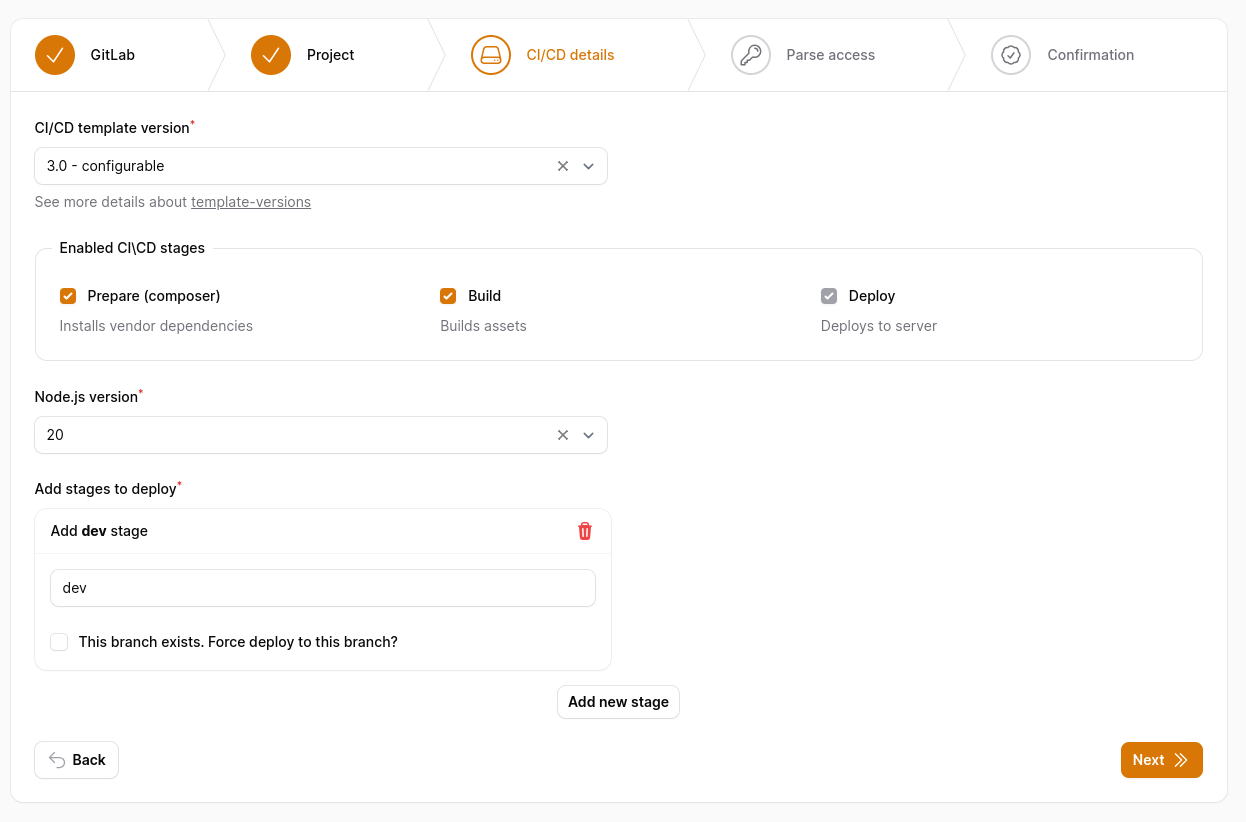 GitLab
Project
CI/CD details
Parse access
Confirmation
CI/CD template version*
3.0 - configurable
See more details about template-versions
Enabled CI\CD stages
Prepare (composer)
Installs vendor dependencies
Build
Builds assets
Deploy
Deploys to server
Node.js version*
20
Add stages to deploy*
Add dev stage
dev
This branch exists. Force deploy to this branch?
Add new stage
Back
Next